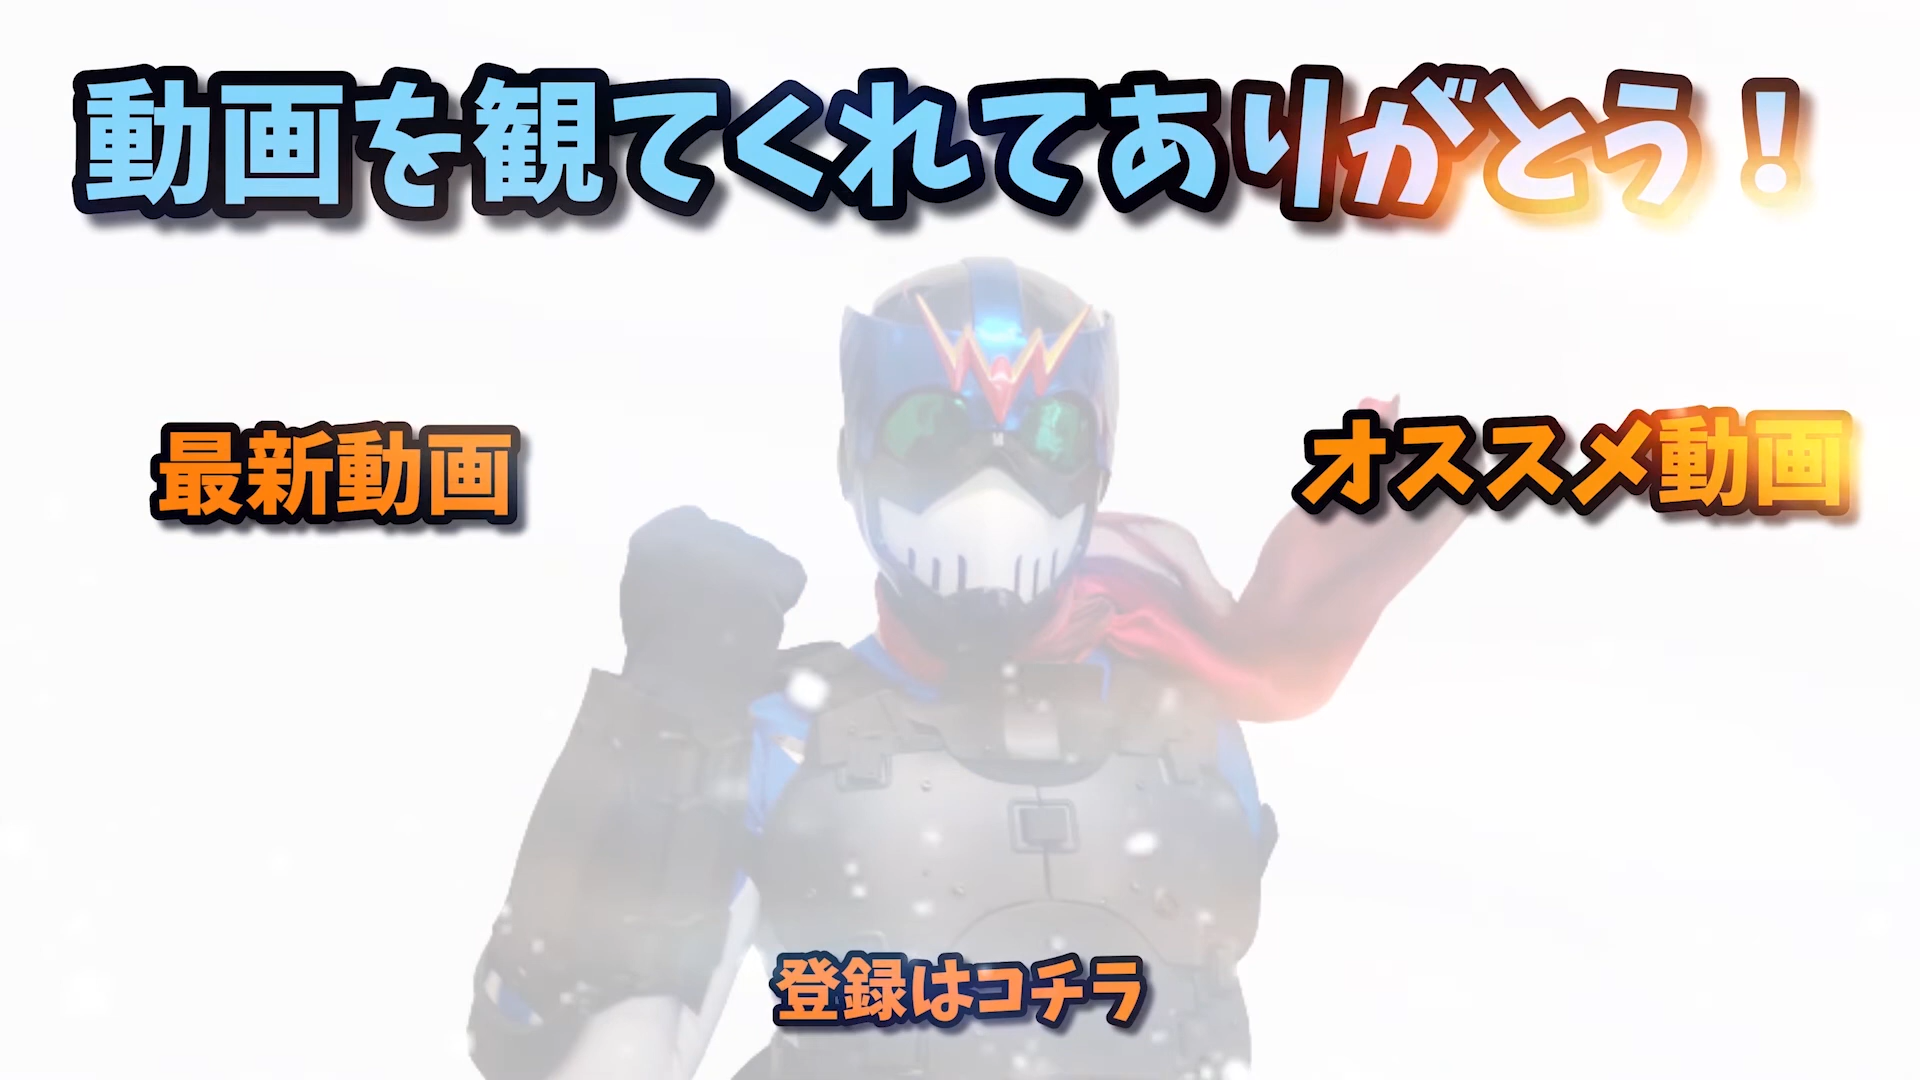 動画を観てくれてありがとう！
最新動画
オススメ動画
登録はコチラ